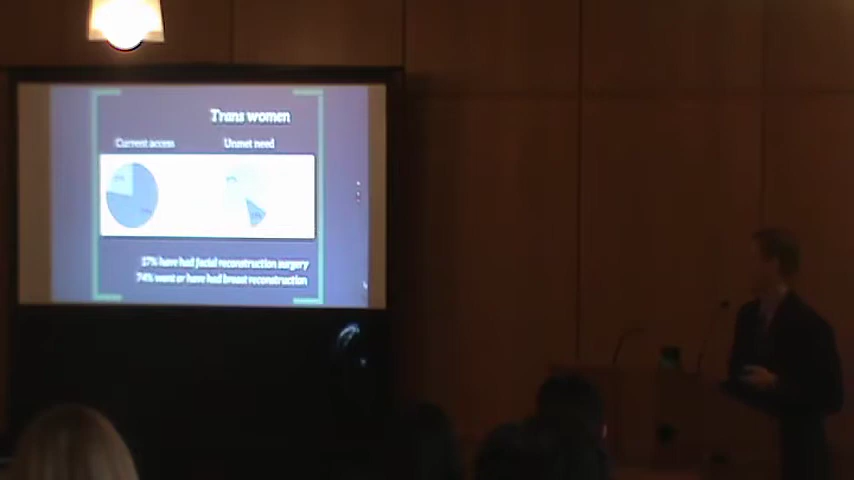 Trans women
Current access
Unmet need
17% have had facial reconstruction surgery
74% want or have had breast reconstruction